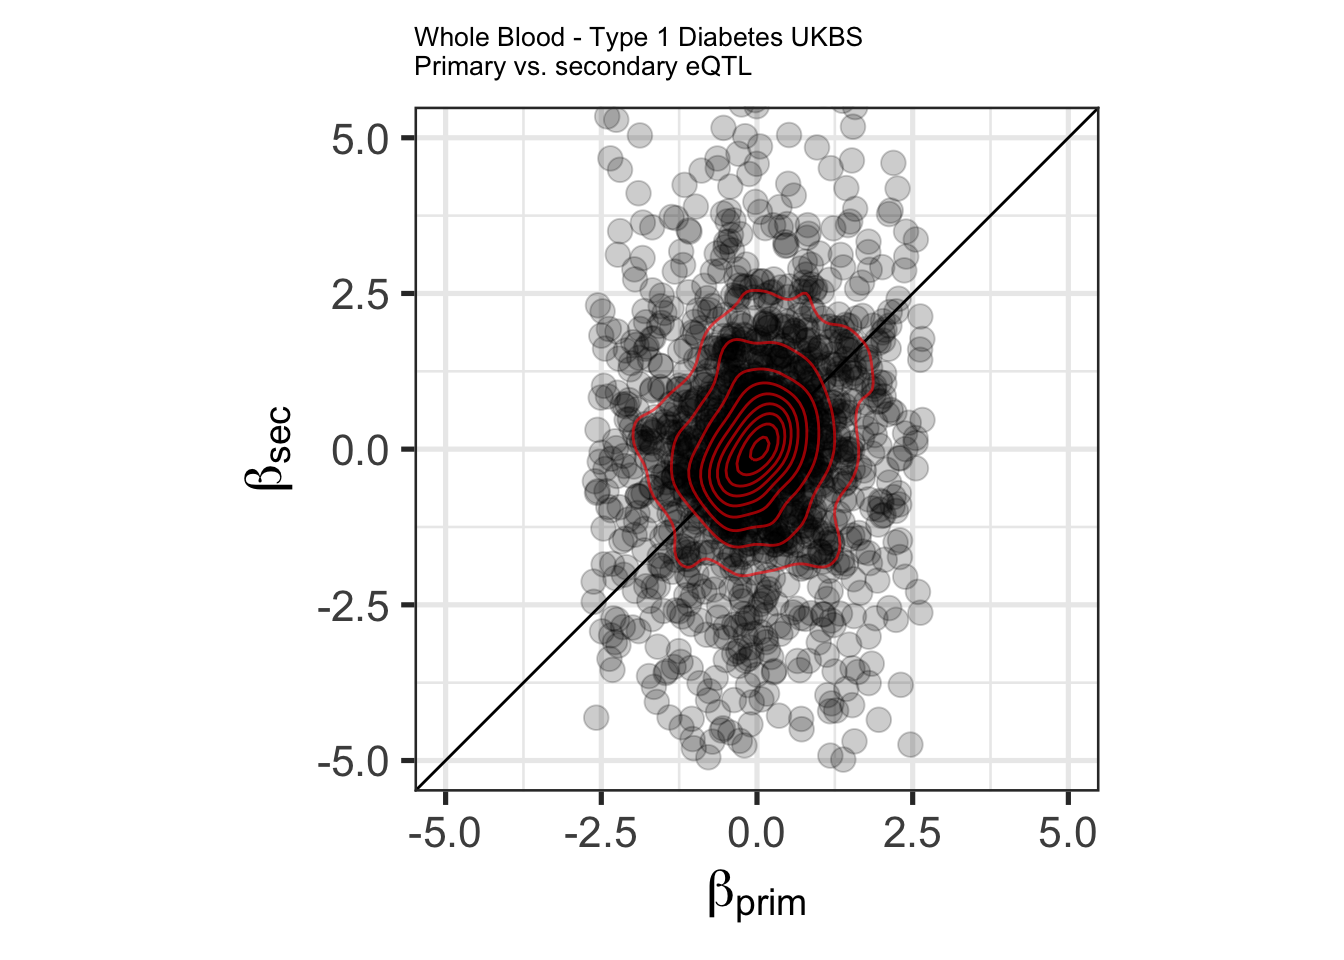 Whole Blood - Type 1 Diabetes UKBS
Primary vs. secondary eQTL
5.0
2.5
0.0
-2.5
-5.0
βsec
-5.0 -2.5 0.0 2.5 5.0
βprim